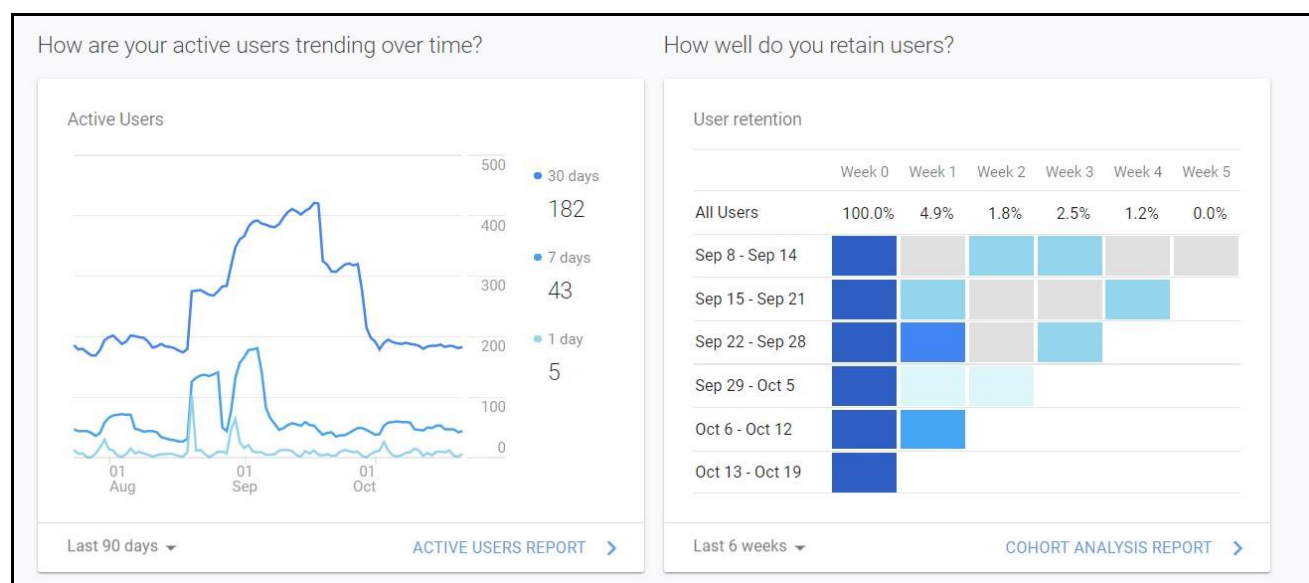 How are your active users trending over time?
Active Users
500
400
300
200
100
0
01 Aug
01 Sep
01 Oct
30 days
182
7 days
43
1 day
5
Last 90 days
ACTIVE USERS REPORT
How well do you retain users?
User retention
Week 0 Week 1 Week 2 Week 3 Week 4 Week 5
All Users 100.0% 4.9% 1.8% 2.5% 1.2% 0.0%
Sep 8 - Sep 14
Sep 15 - Sep 21
Sep 22 - Sep 28
Sep 29 - Oct 5
Oct 6 - Oct 12
Oct 13 - Oct 19
Last 6 weeks
COHORT ANALYSIS REPORT